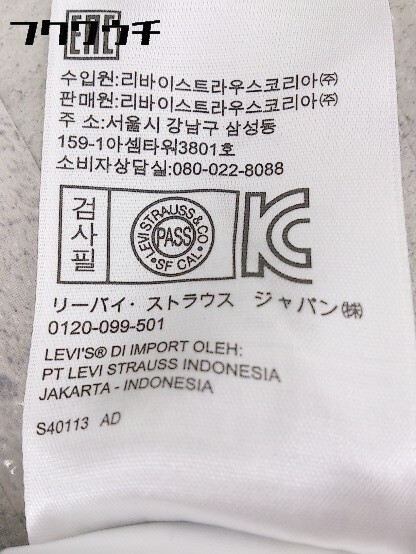 フクウクチ
EAC
수입원:리바이스트라우스코리아㈜
판매원:리바이스트라우스코리아㈜
주 소:서울시 강남구 삼성동
159-1아셈타워3801호
소비자상담실:080-022-8088
검사필
LEVI STRAUSS & CO
PASS
SF CAL
リーバイ・ストラウス ジャパン㈱
0120-099-501
LEVI'S® DI IMPORT OLEH:
PT LEVI STRAUSS INDONESIA
JAKARTA - INDONESIA
S40113 AD